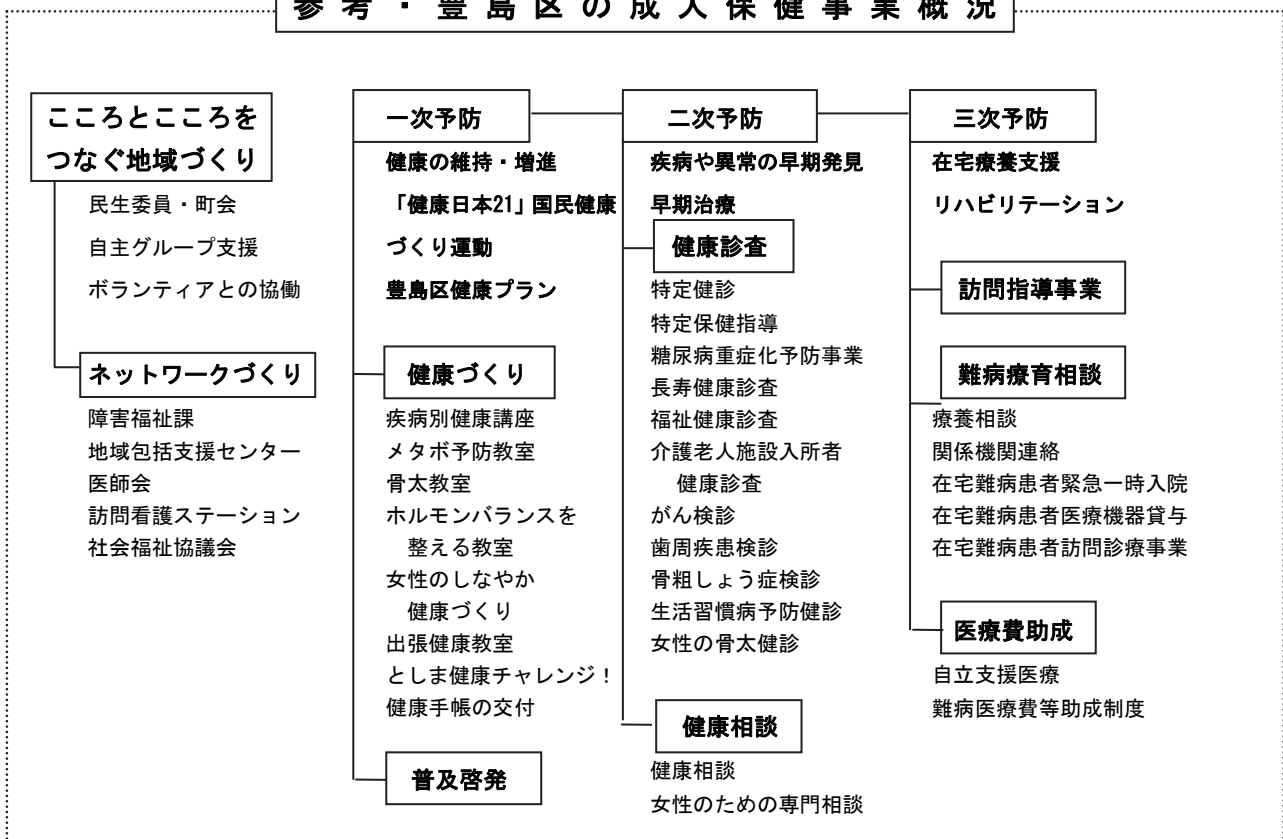 参考・豊島区の成人保健事業概況
こころとこころを
つなぐ地域づくり
民生委員・町会
自主グループ支援
ボランティアとの協働
ネットワークづくり
障害福祉課
地域包括支援センター
医師会
訪問看護ステーション
社会福祉協議会
一次予防
健康の維持・増進
「健康日本21」国民健康
づくり運動
豊島区健康プラン
健康づくり
疾病別健康講座
メタボ予防教室
骨太教室
ホルモンバランスを
整える教室
女性のしなやか
健康づくり
出張健康教室
としま健康チャレンジ！
健康手帳の交付
普及啓発
二次予防
疾病や異常の早期発見
早期治療
健康診査
特定健診
特定保健指導
糖尿病重症化予防事業
長寿健康診査
福祉健康診査
介護老人施設入所者
健康診査
がん検診
歯周疾患検診
骨粗しょう症検診
生活習慣病予防健診
女性の骨太健診
健康相談
健康相談
女性のための専門相談
三次予防
在宅療養支援
リハビリテーション
訪問指導事業
難病療育相談
療養相談
関係機関連絡
在宅難病患者緊急一時入院
在宅難病患者医療機器貸与
在宅難病患者訪問診療事業
医療費助成
自立支援医療
難病医療費等助成制度